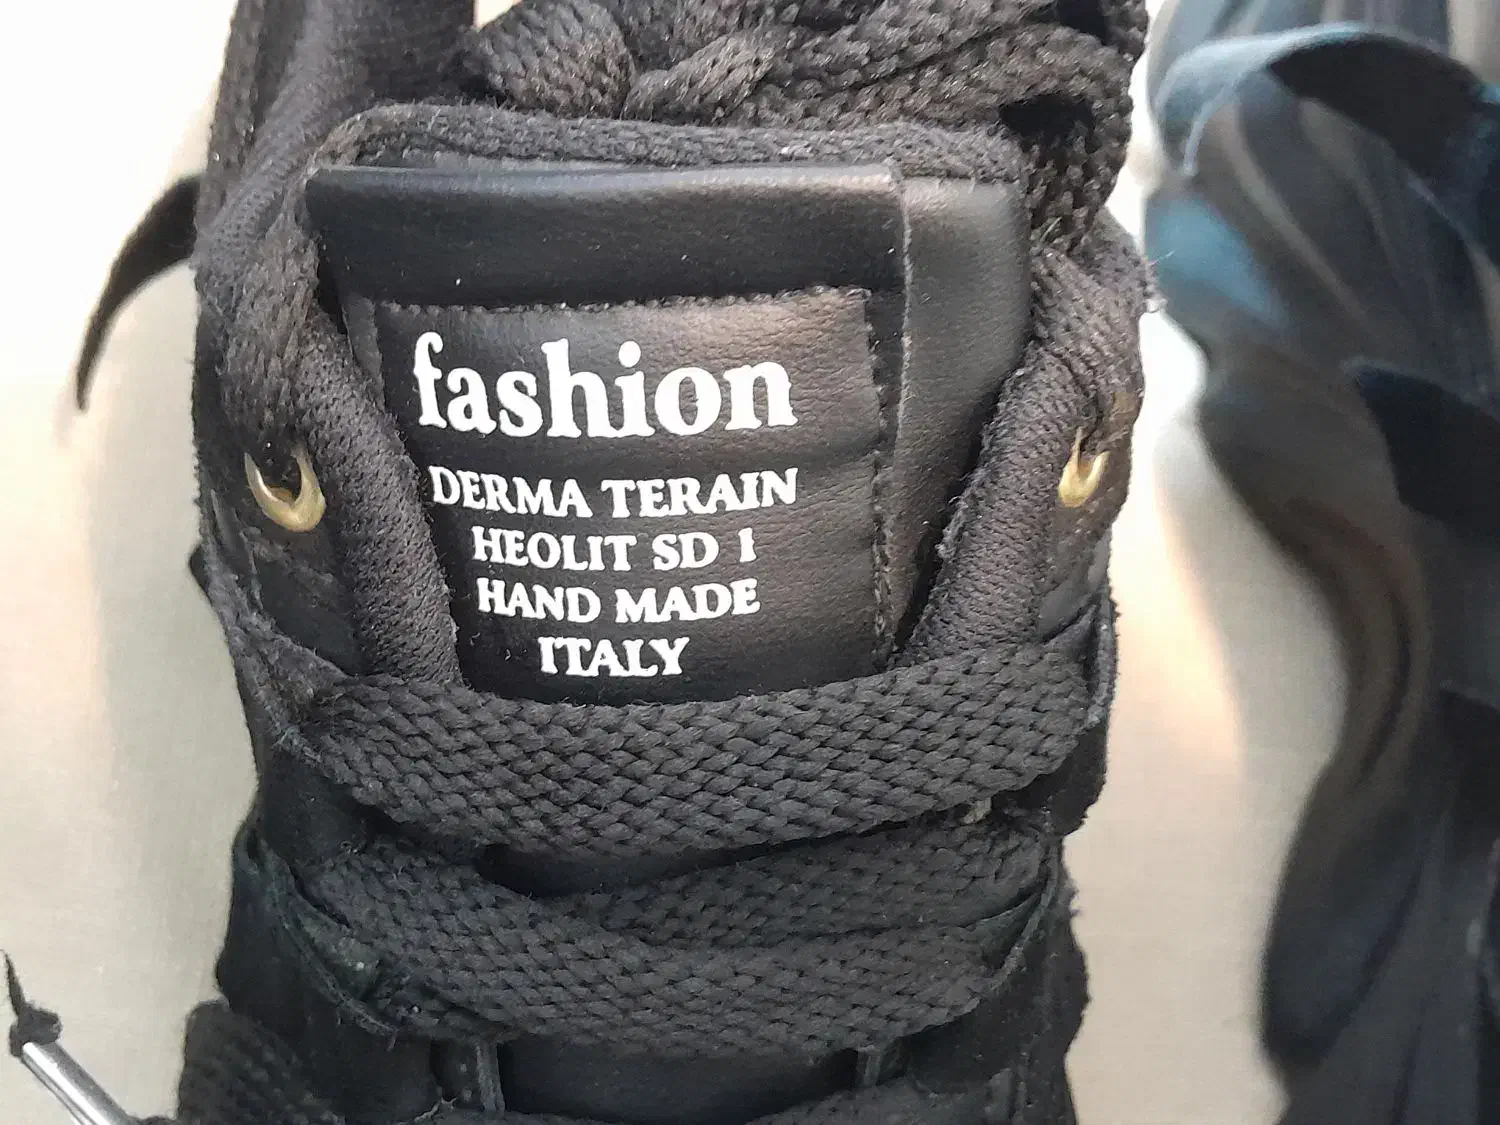 fashion
DERMA TERAIN
HEOLIT SD 1
HAND MADE
ITALY